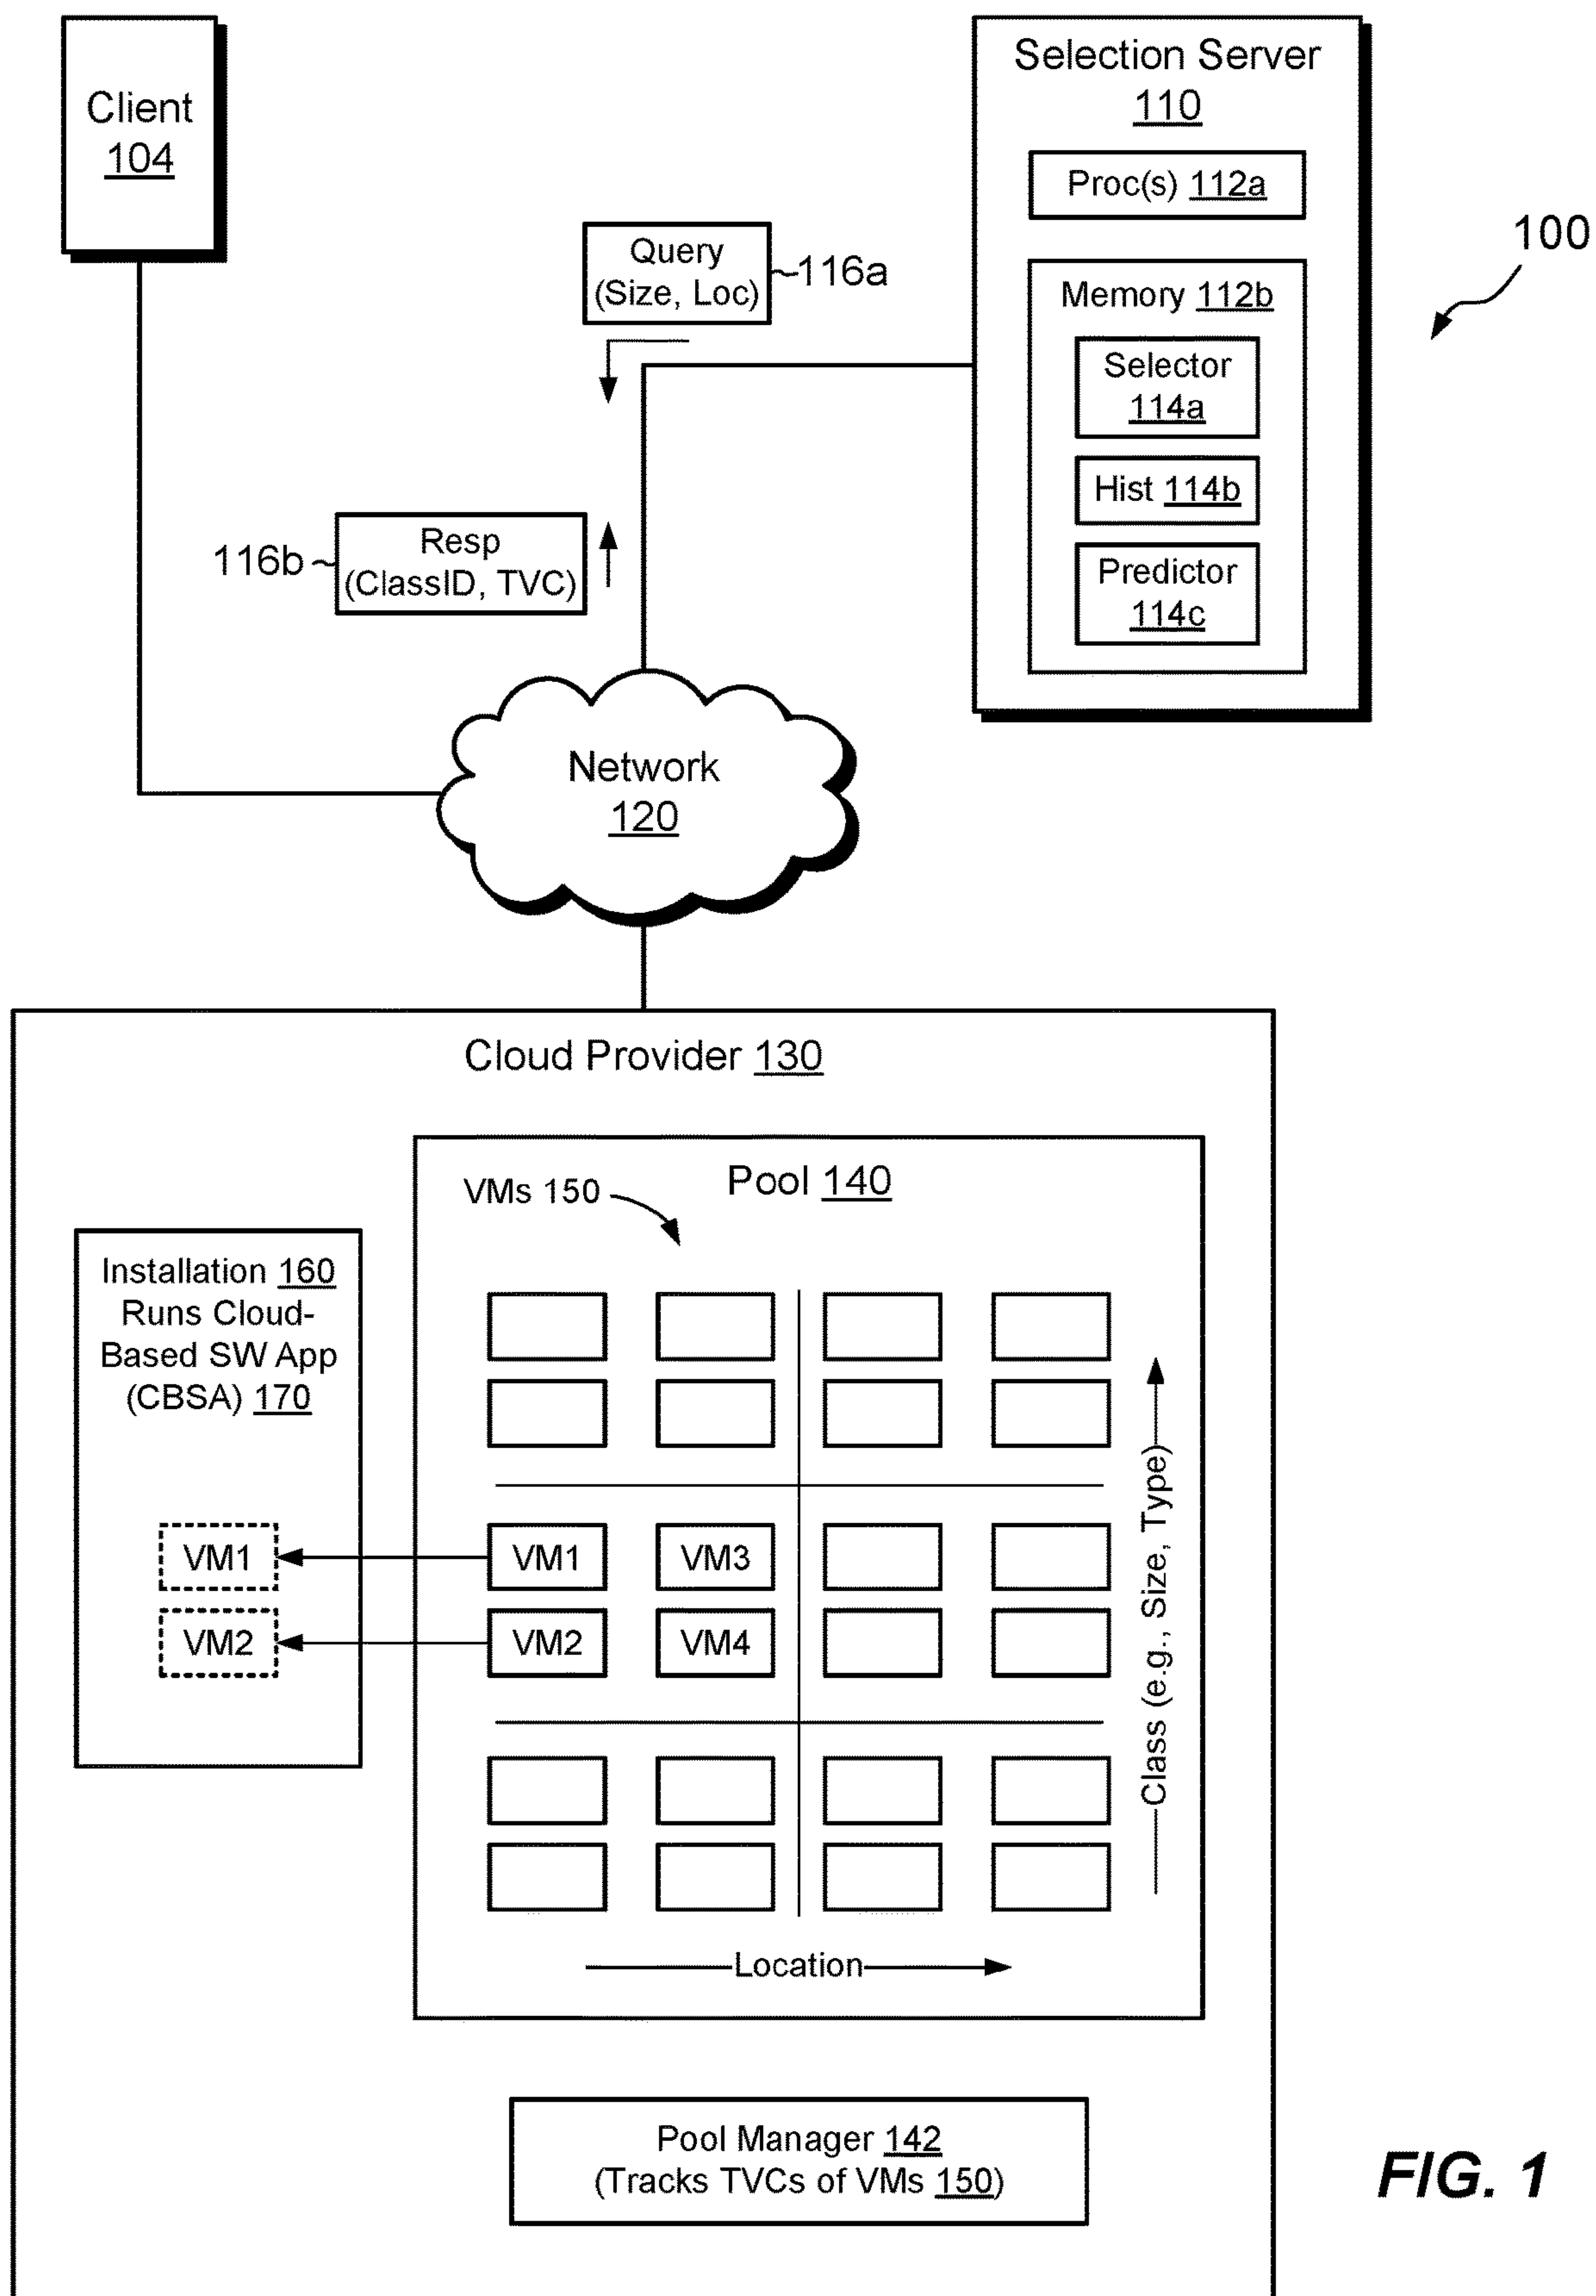 Client
104
Selection Server
110
Proc(s) 112a
Memory 112b
Selector
114a
Hist 114b
Predictor
114c
100
Query
(Size, Loc)
116a
Resp
(ClassID, TVC)
116b
Network
120
Cloud Provider 130
Pool 140
VMs 150
Installation 160
Runs Cloud-
Based SW App
(CBSA) 170
VM1
VM2
VM1
VM3
VM2
VM4
Class (e.g., Size, Type)
Location
Pool Manager 142
(Tracks TVCs of VMs 150)
FIG. 1